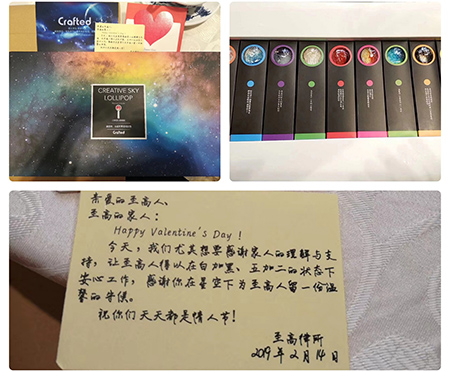 Crafted
CREATIVE SKY
LOLLIPOP
Crafted
亲爱的至高人、
至高的家人：
Happy Valentine's Day!
今天，我们尤其想要感谢家人的理解与支
持，让至高人得以在白加黑、五加二的状态下
安心工作，感谢你在星空下为至高人留一份温
馨的等候。
祝你们天天都是情人节！
至高律所
2019年2月14日